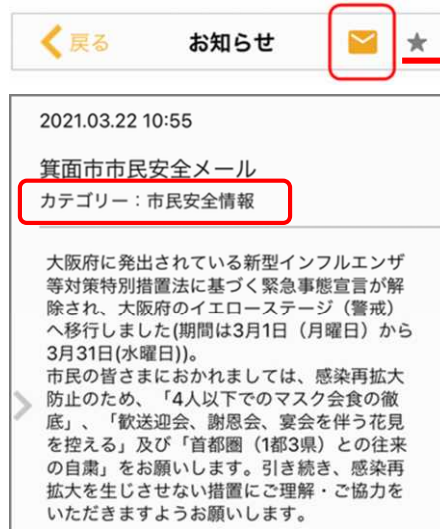 戻る
お知らせ
2021.03.22 10:55
箕面市市民安全メール
カテゴリー：市民安全情報
大阪府に発出されている新型インフルエンザ
等対策特別措置法に基づく緊急事態宣言が解
除され、大阪府のイエローステージ（警戒）
へ移行しました(期間は3月1日（月曜日）から
3月31日(水曜日))。
市民の皆さまにおかれましては、感染再拡大
防止のため、「4人以下でのマスク会食の徹
底」、「歓送迎会、謝恩会、宴会を伴う花見
を控える」及び「首都圏（1都3県）との往来
の自粛」をお願いします。引き続き、感染再
拡大を生じさせない措置にご理解・ご協力を
いただきますようお願いします。